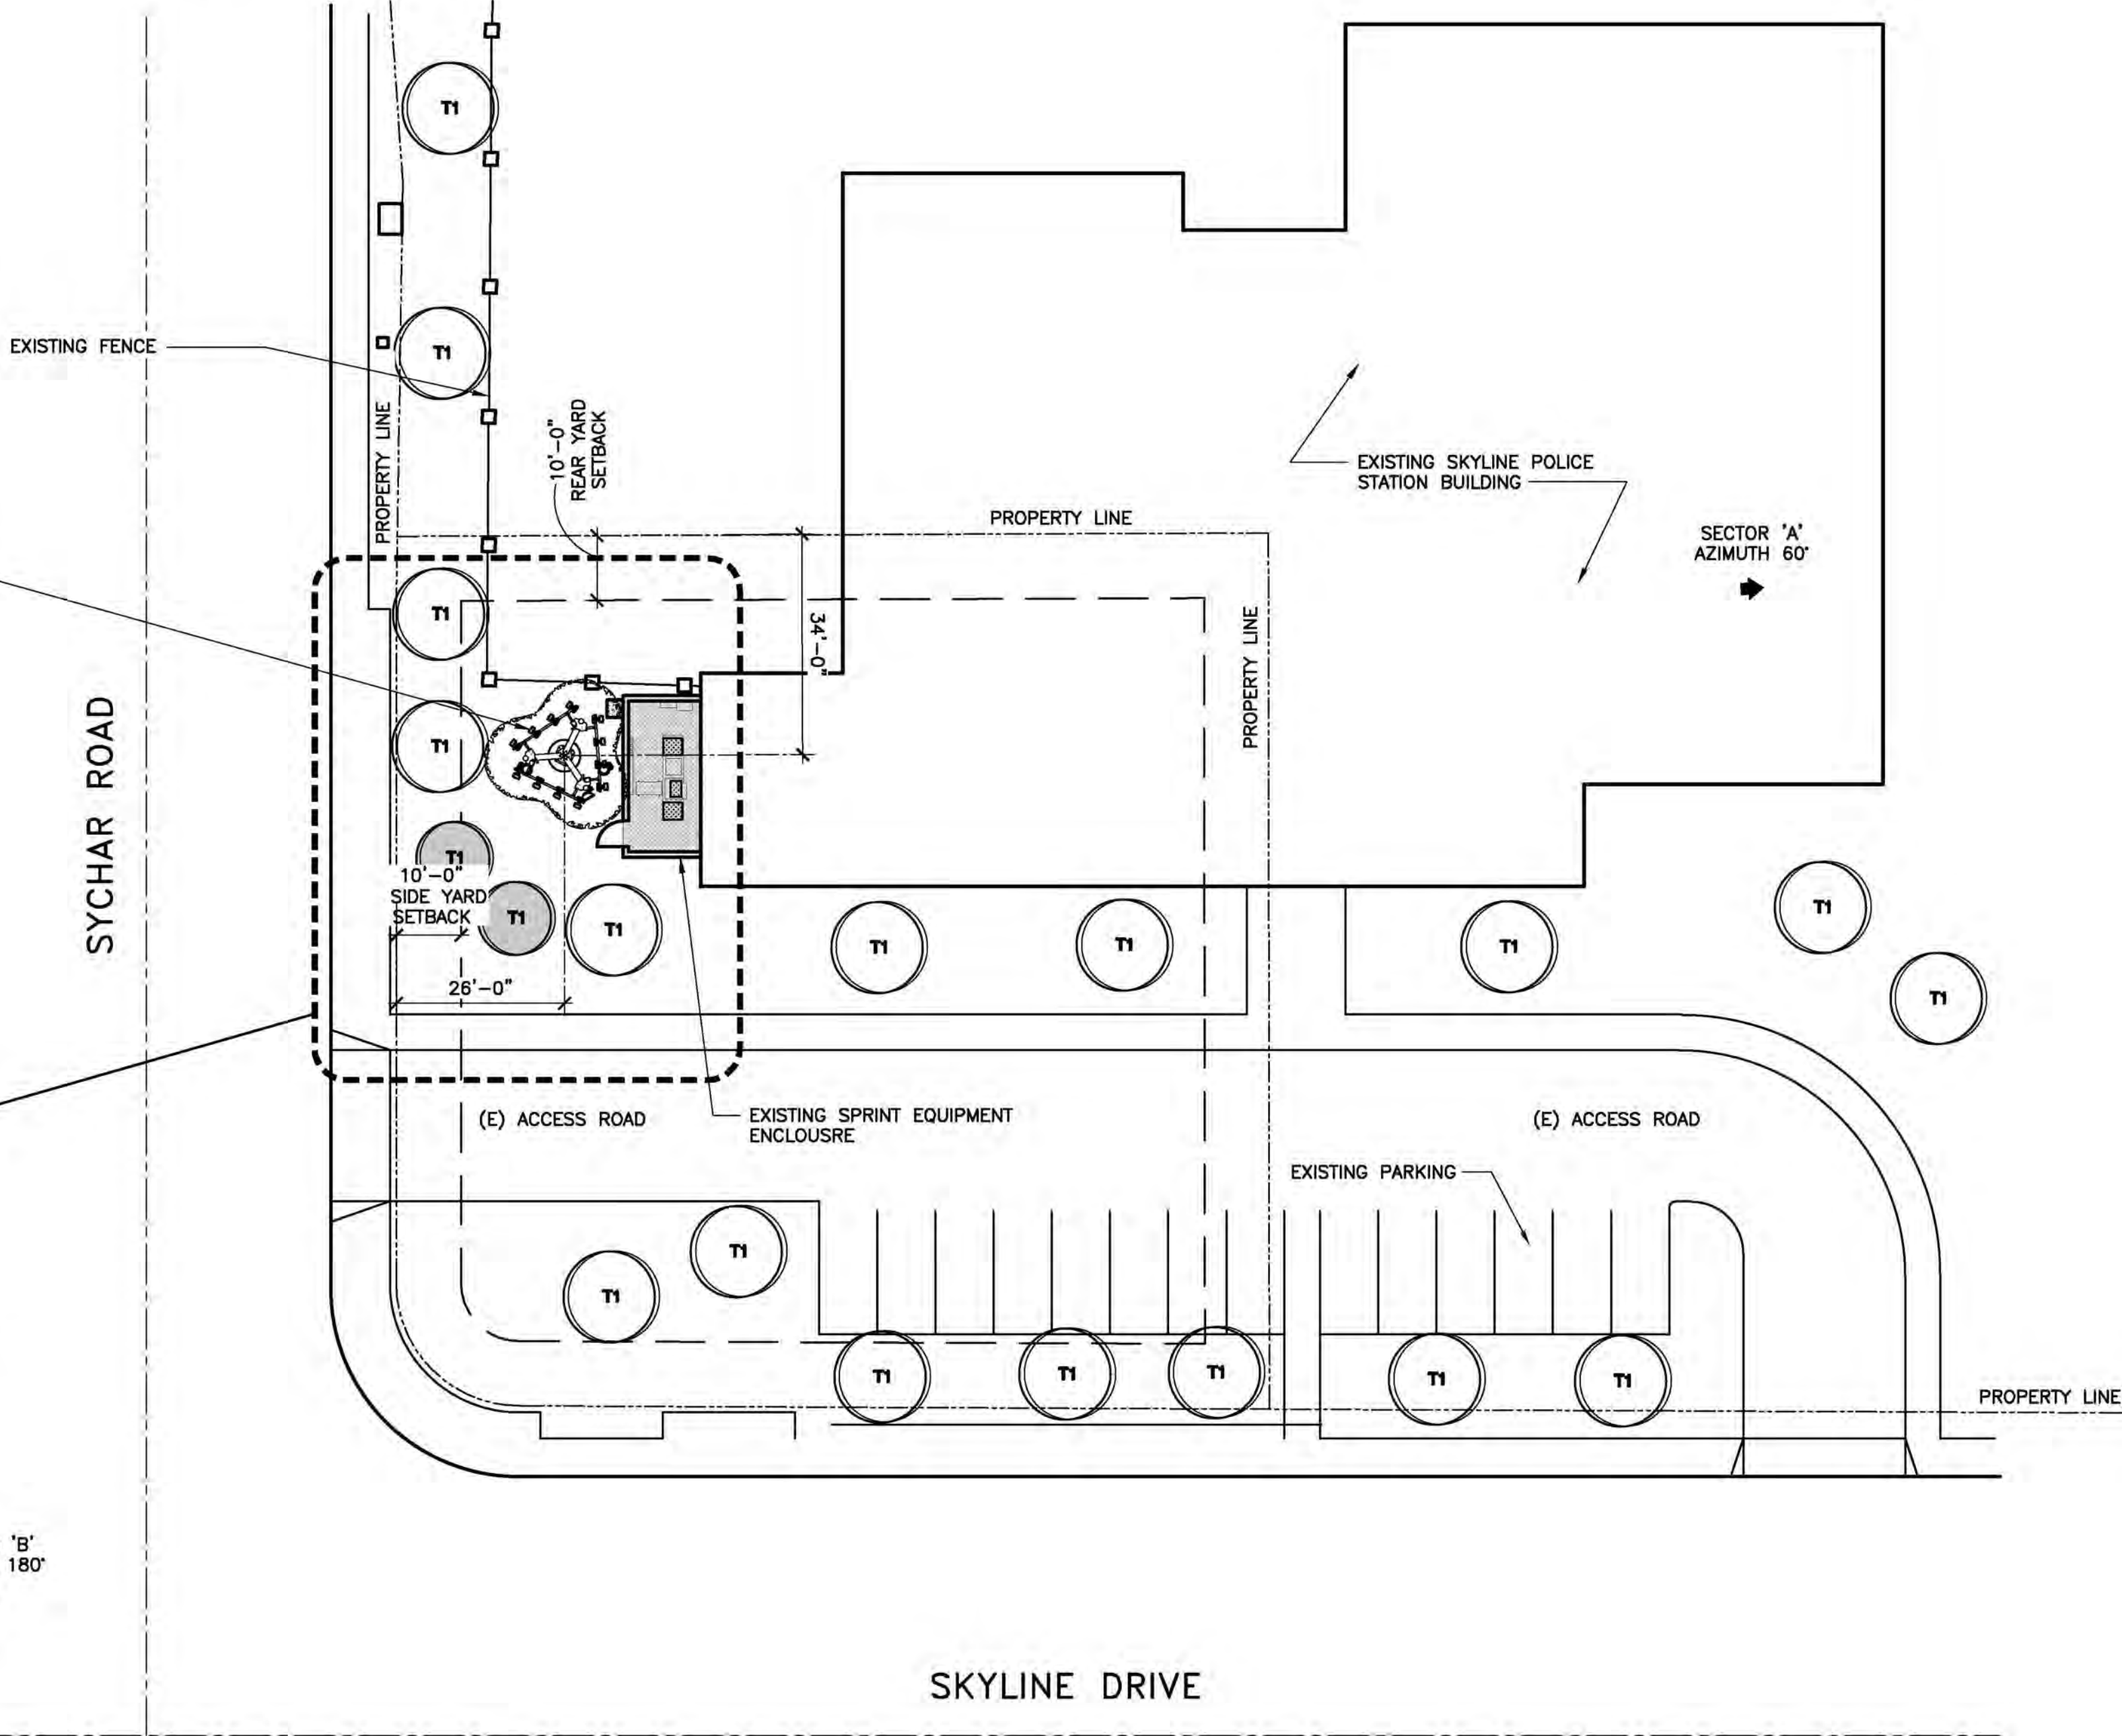 T1
EXISTING FENCE
T1
PROPERTY LINE
10'-0"
REAR YARD
SETBACK
EXISTING SKYLINE POLICE
STATION BUILDING
PROPERTY LINE
SECTOR 'A'
AZIMUTH 60°
T1
34'-0"
PROPERTY LINE
SYCHAR ROAD
T1
T1
10'-0"
SIDE YARD
SETBACK
T1
T1
T1
T1
T1
T1
T1
26'-0"
(E) ACCESS ROAD
EXISTING SPRINT EQUIPMENT
ENCLOUSRE
(E) ACCESS ROAD
EXISTING PARKING
T1
T1
T1
T1
T1
T1
T1
PROPERTY LINE
'B'
180°
SKYLINE DRIVE